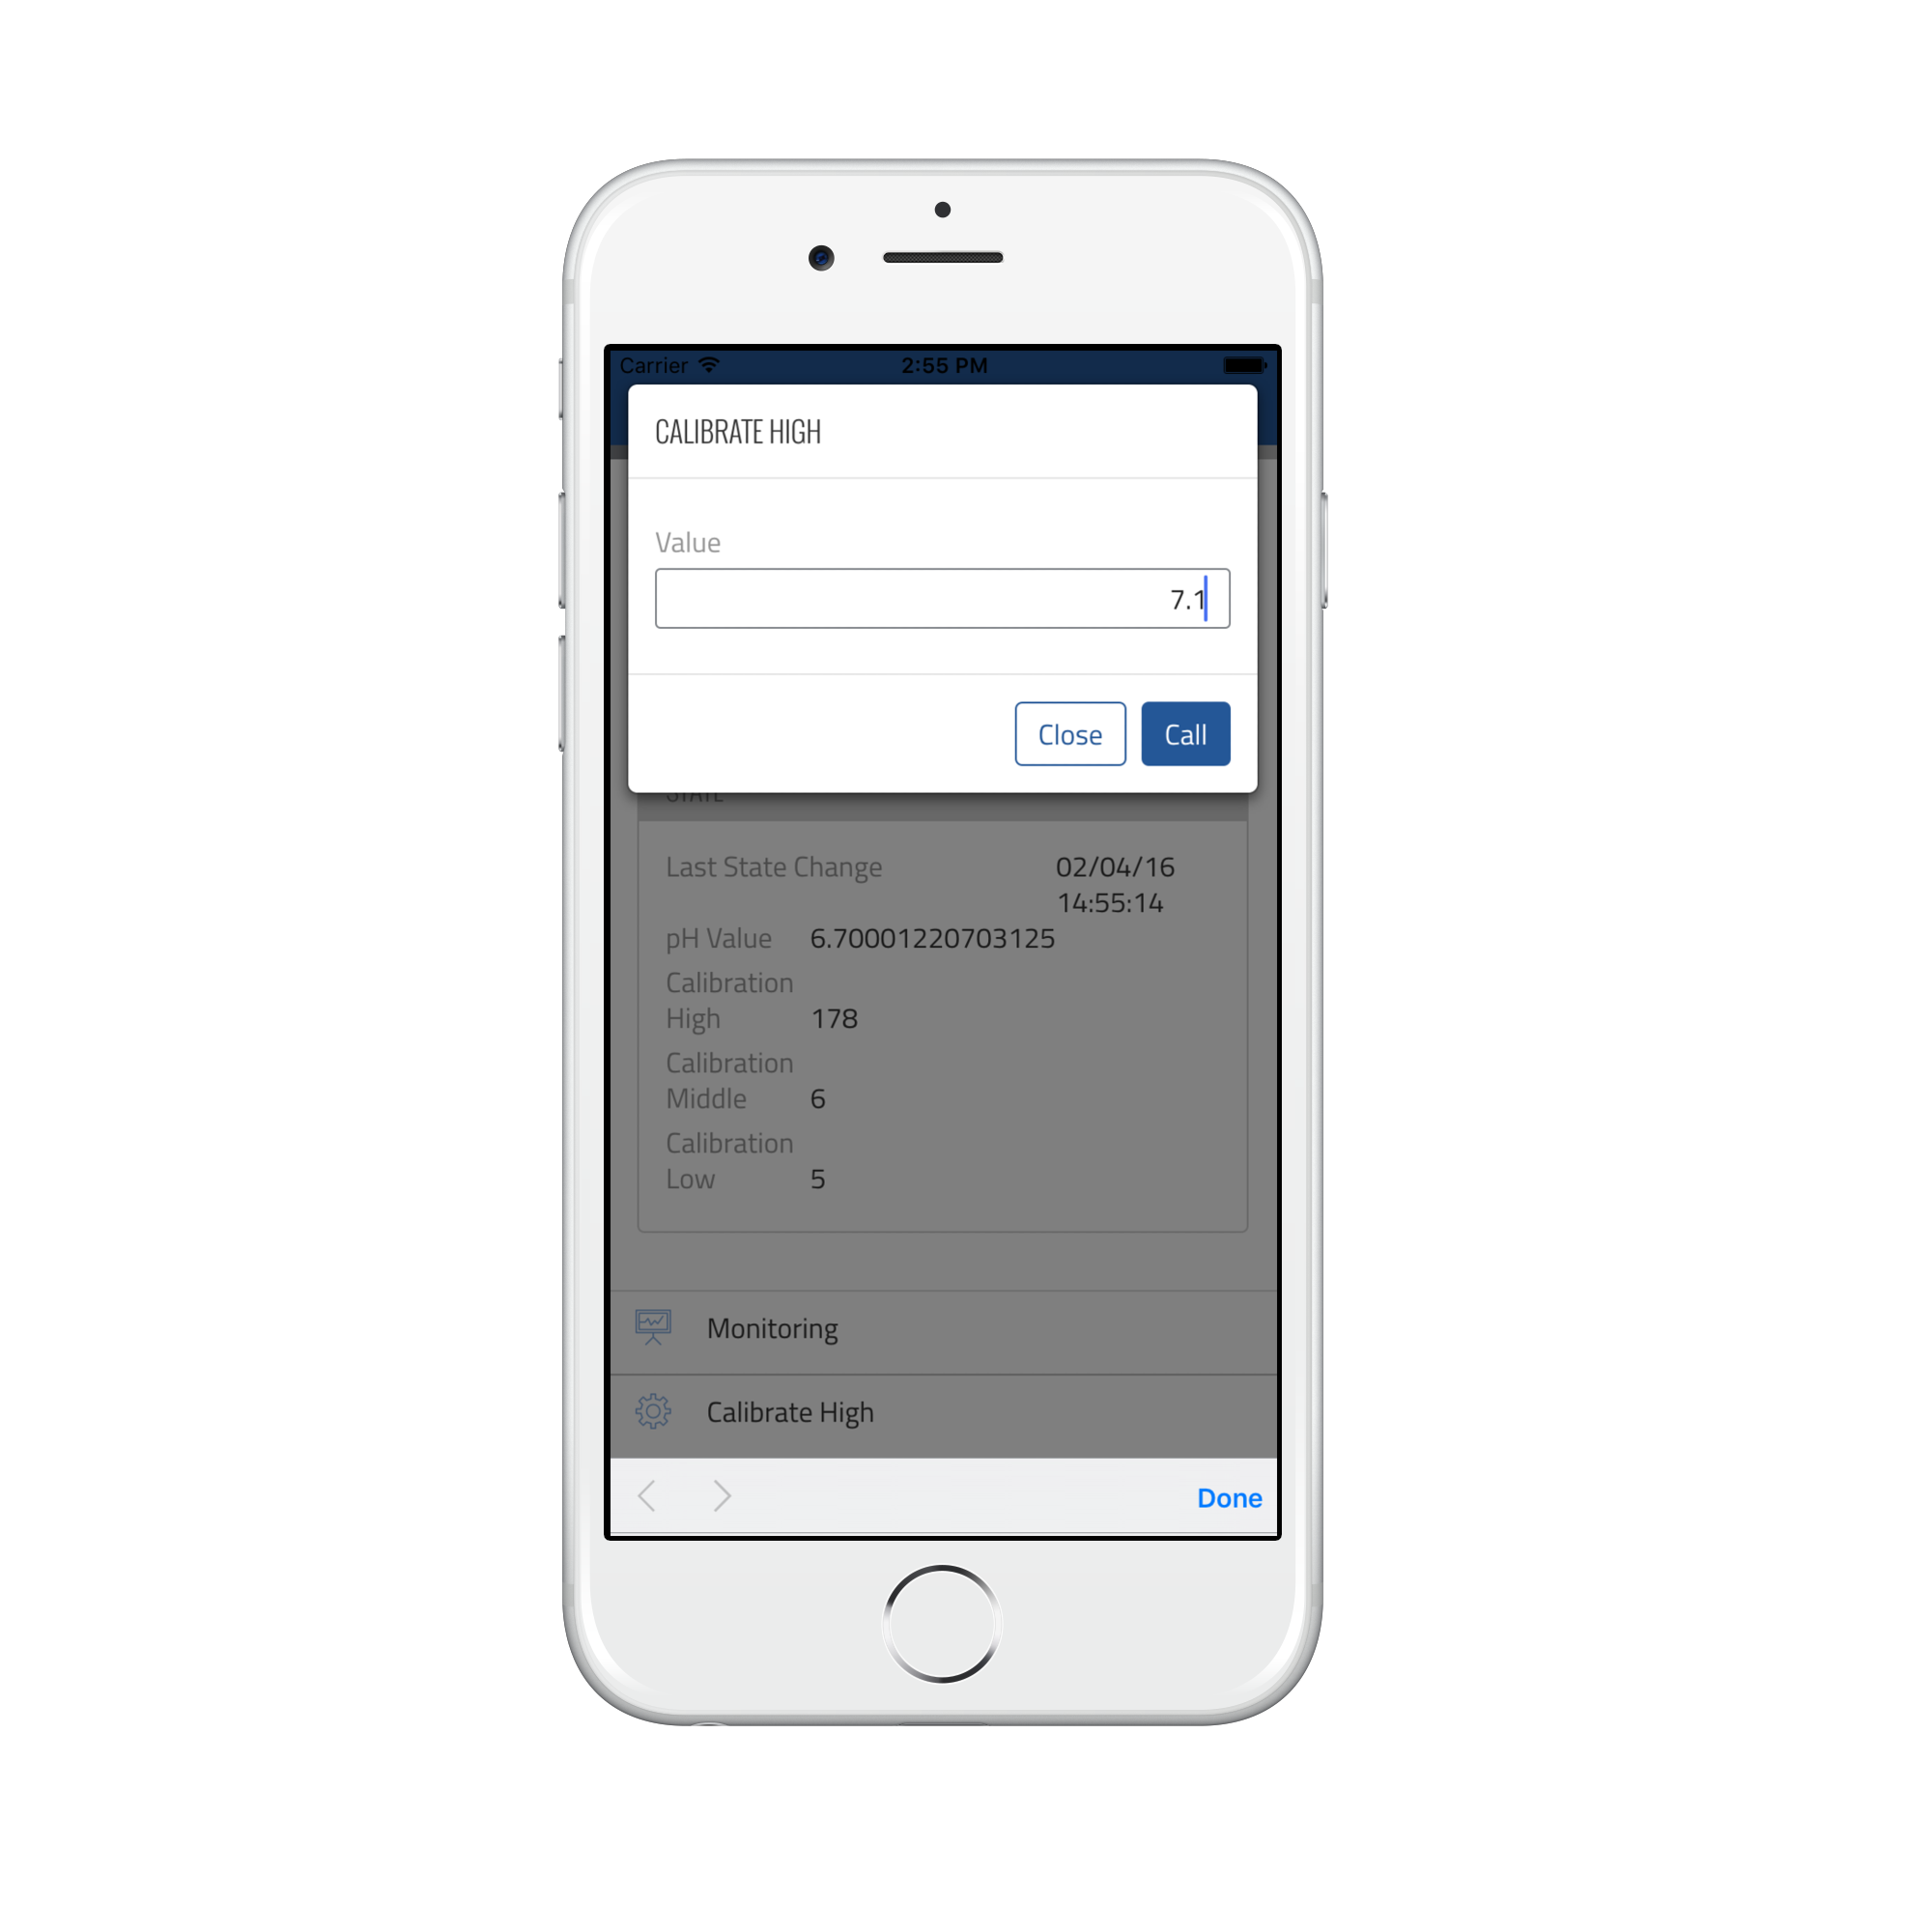 Carrier 2:55 PM
CALIBRATE HIGH
Value
7.1
Close Call
STATE
Last State Change 02/04/16
14:55:14
pH Value 6.70001220703125
Calibration
High 178
Calibration
Middle 6
Calibration
Low 5
Monitoring
Calibrate High
Done